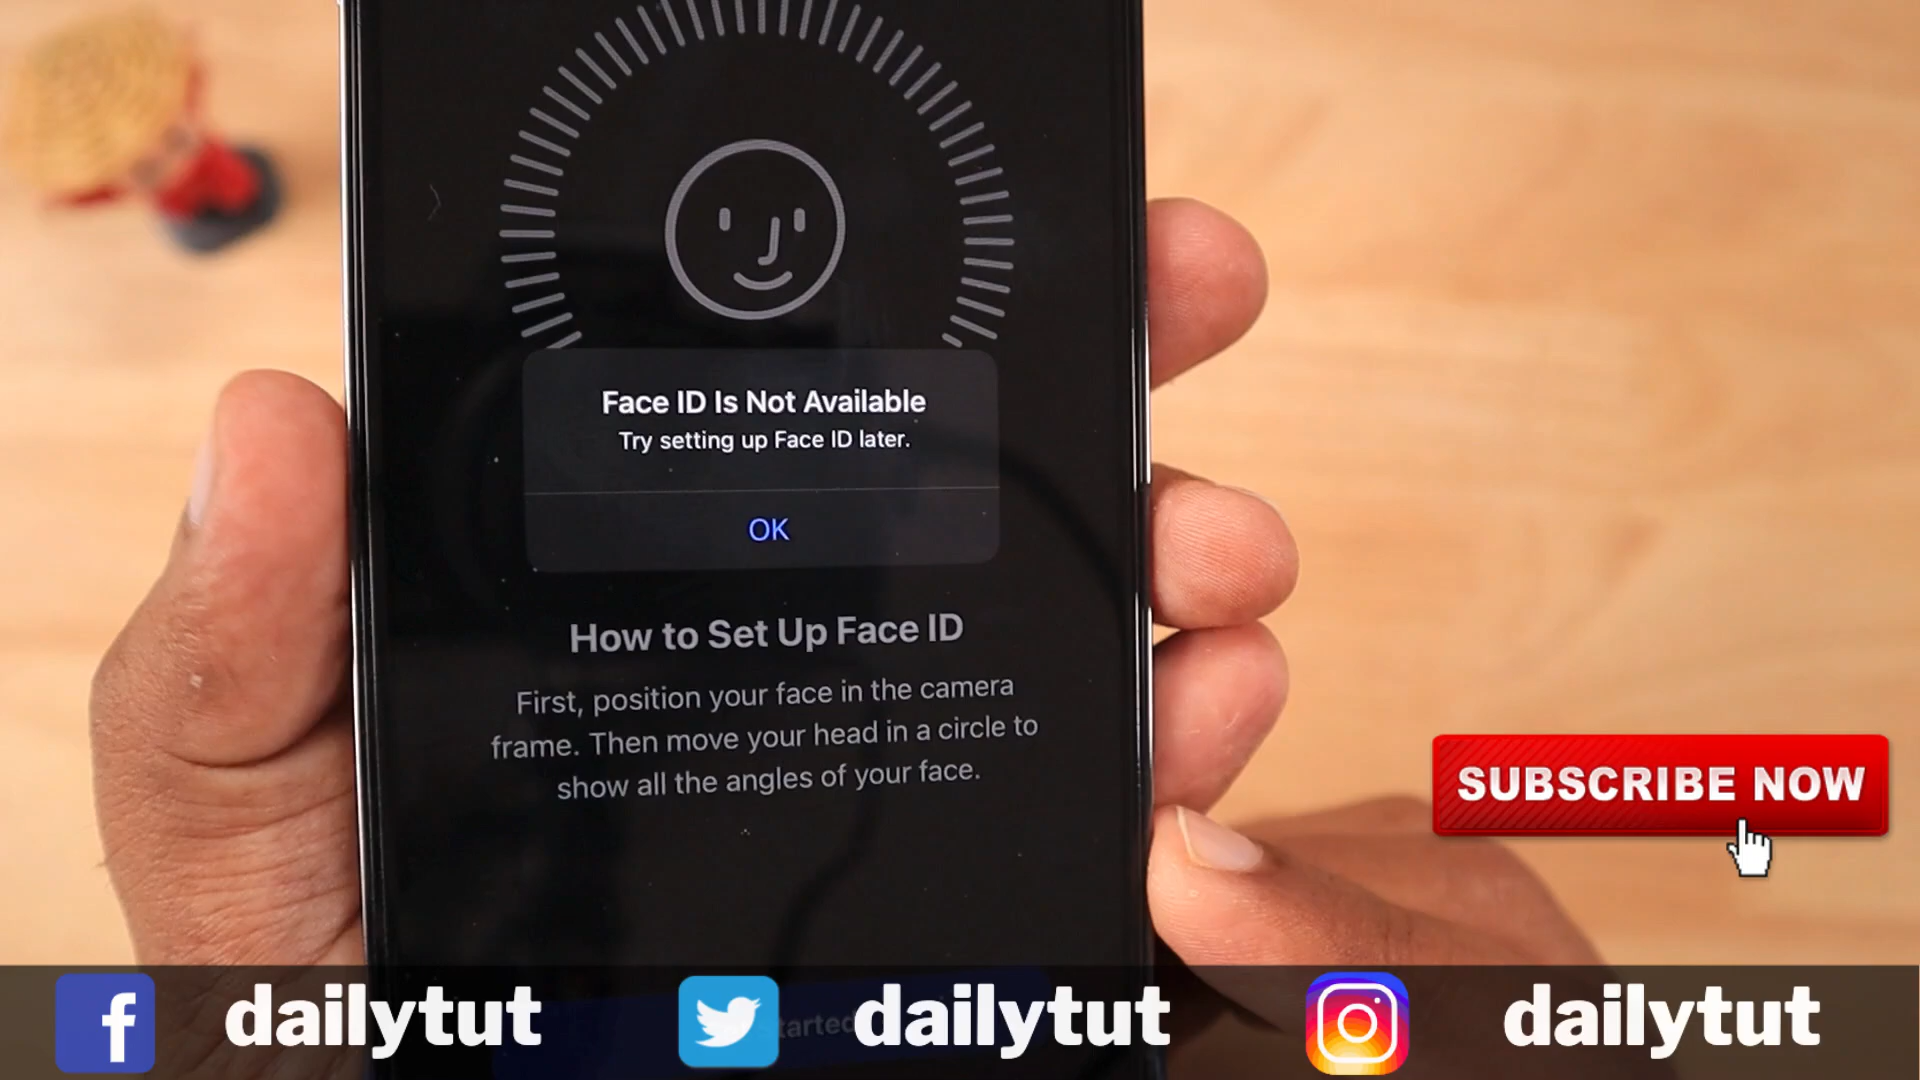 Face ID Is Not Available
Try setting up Face ID later.
OK
How to Set Up Face ID
First, position your face in the camera
frame. Then move your head in a circle to
show all the angles of your face.
SUBSCRIBE NOW
dailytut
dailytut
dailytut